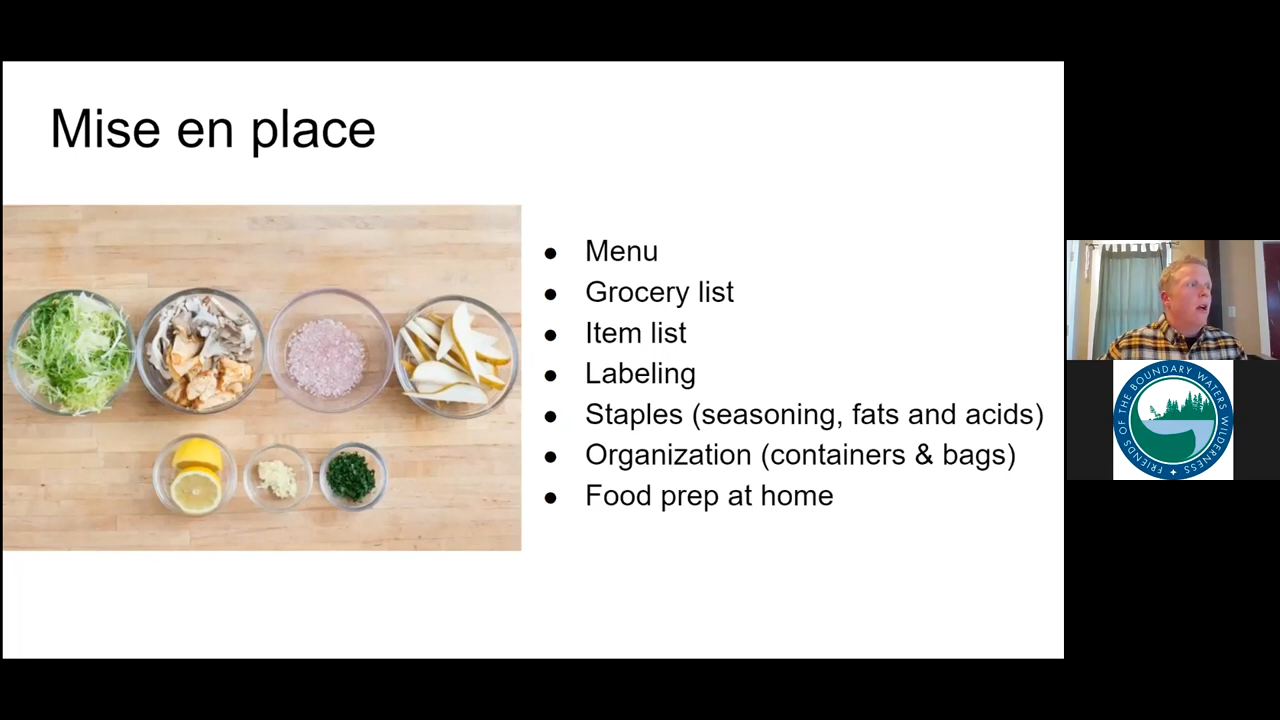 Mise en place
● Menu
● Grocery list
● Item list
● Labeling
● Staples (seasoning, fats and acids)
● Organization (containers & bags)
● Food prep at home
FRIENDS OF THE BOUNDARY WATERS WILDERNESS